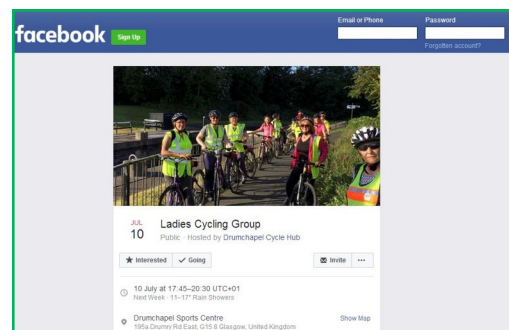 Email or Phone
Password
facebook
Sign Up
Forgotten account?
JUL
10
Ladies Cycling Group
Public · Hosted by Drumchapel Cycle Hub
Interested
Going
Invite
10 July at 17:45–20:30 UTC+01
Next Week · 11–17° Rain Showers
Drumchapel Sports Centre
Show Map
195a Drumry Rd East, G15 8 Glasgow, United Kingdom